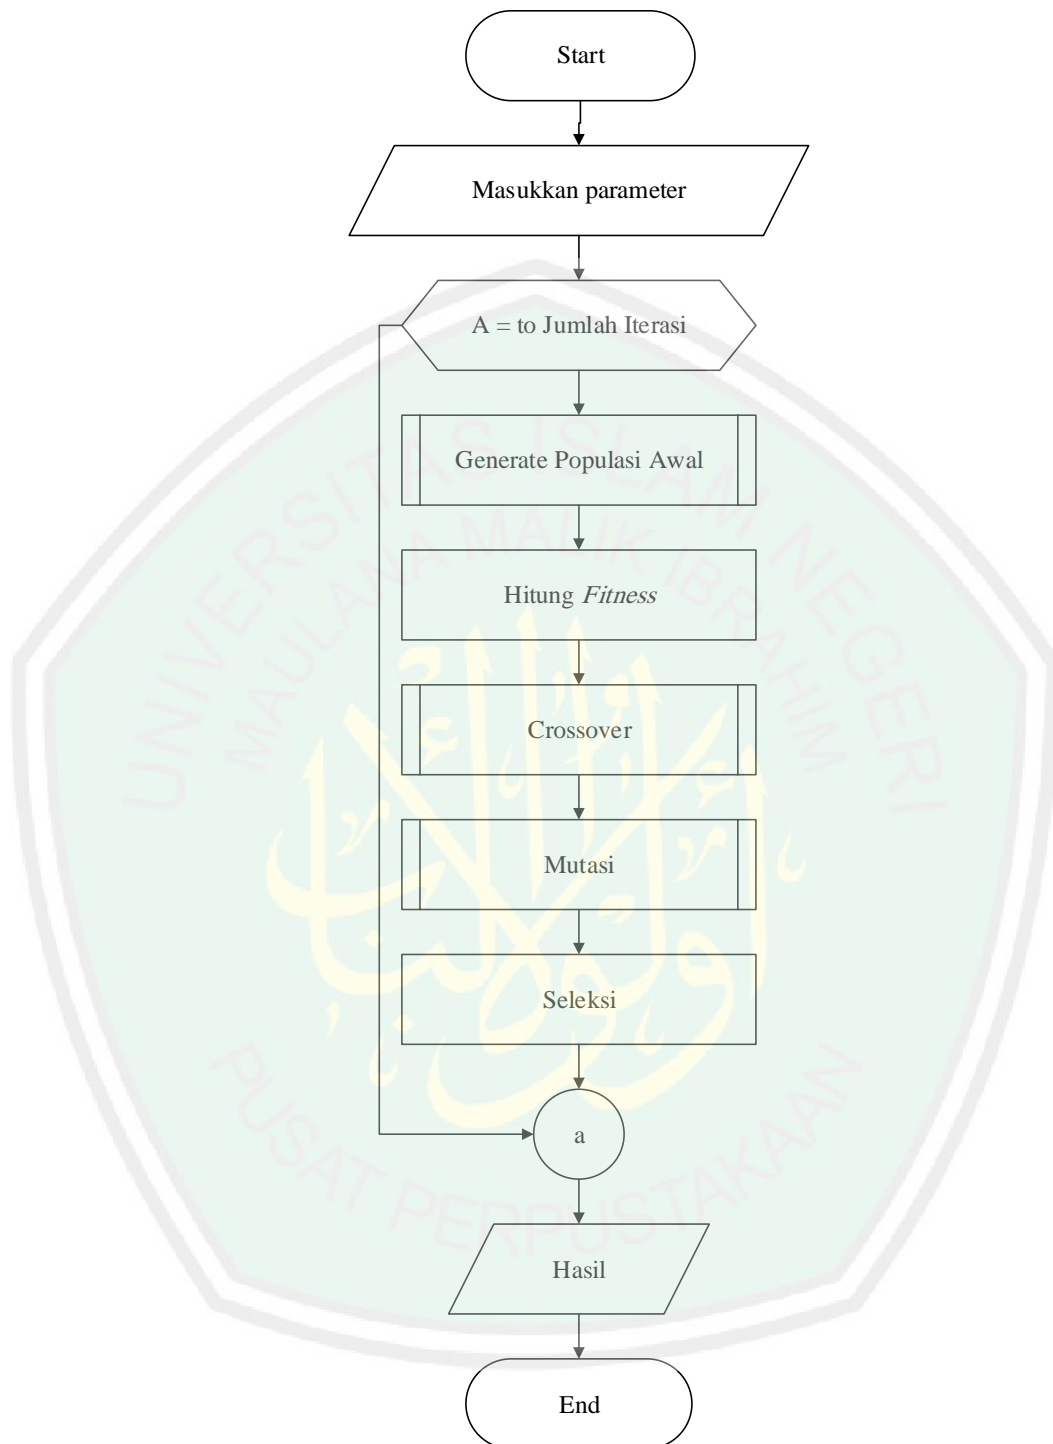 Start
Masukkan parameter
A = to Jumlah Iterasi
Generate Populasi Awal
Hitung Fitness
Crossover
Mutasi
Seleksi
a
Hasil
End
UNIVERSITAS ISLAM NEGERI
MAULANA MALIK IBRAHIM
PUSAT PERPUSTAKAAN